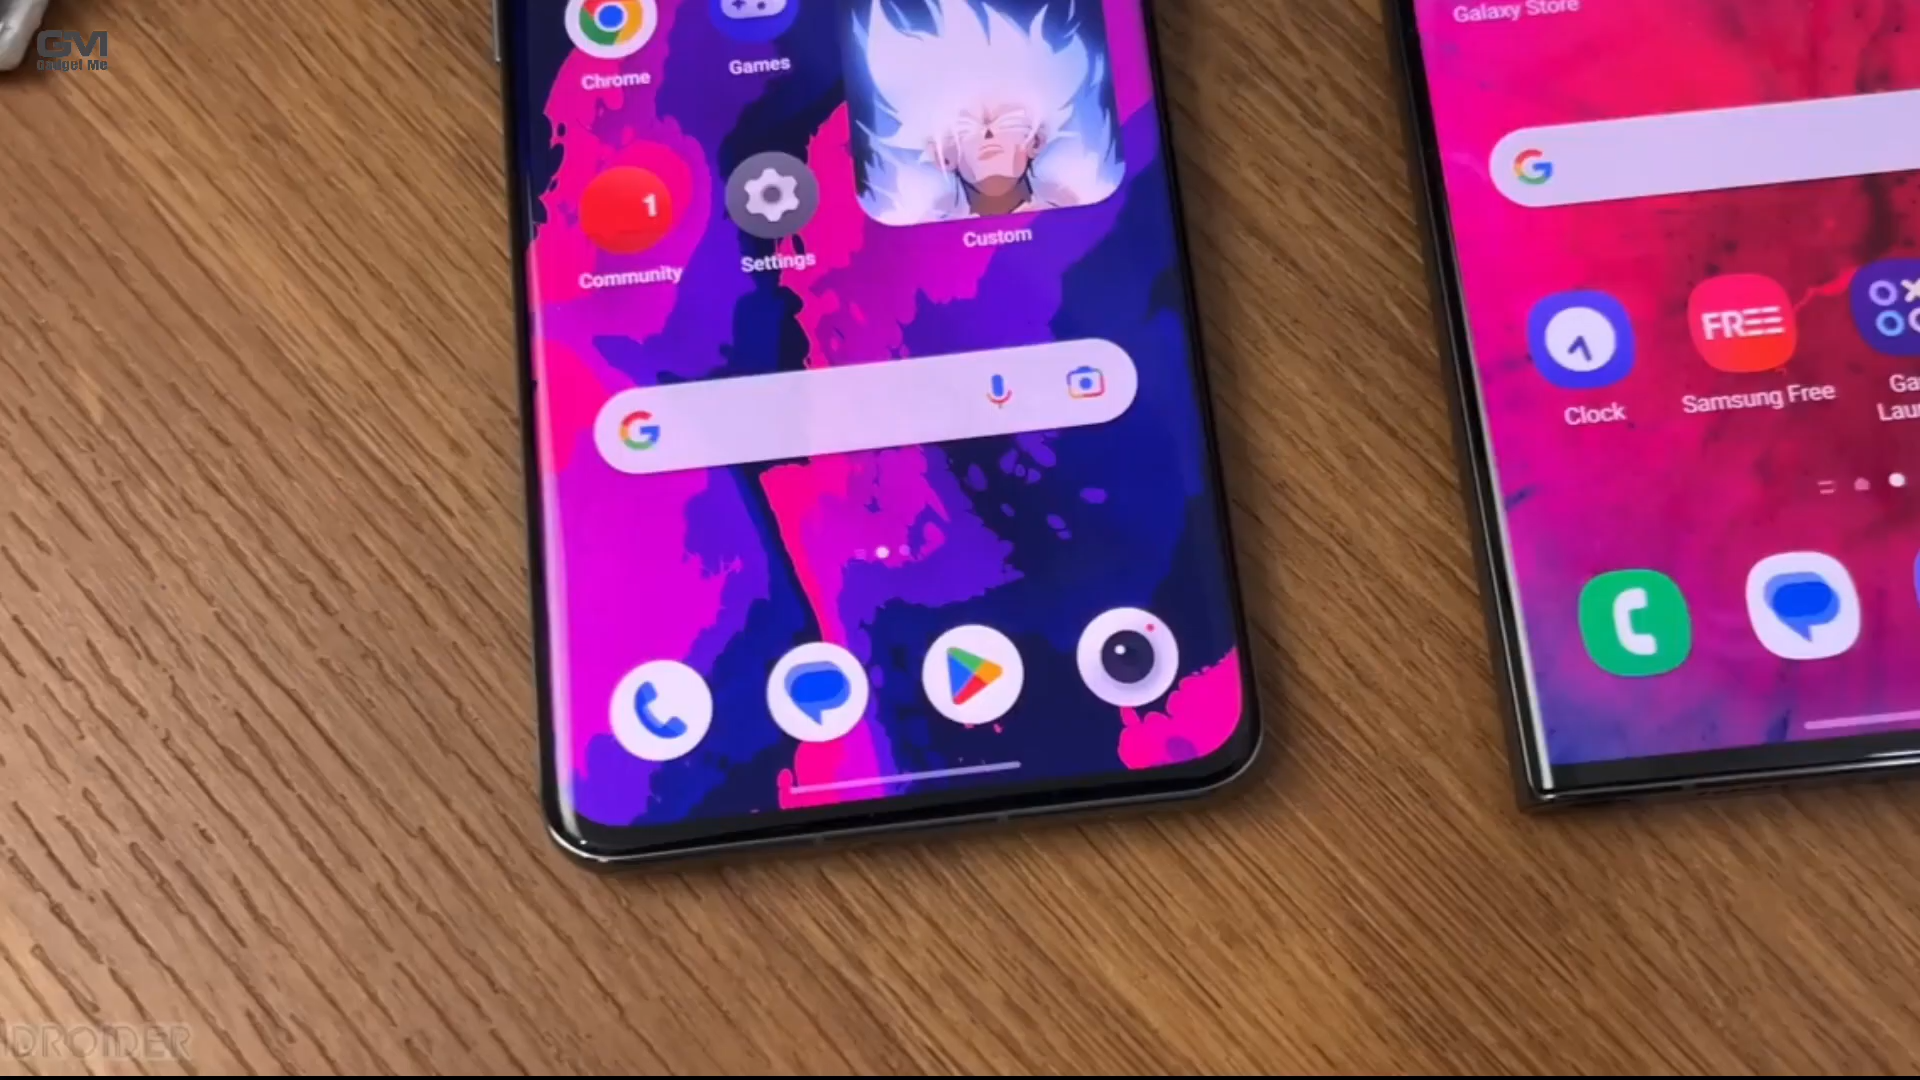 GM
Gadget Me
Chrome
Games
Community
1
Settings
Custom
G
Galaxy Store
G
Clock
FREE
Samsung Free
DROIDER